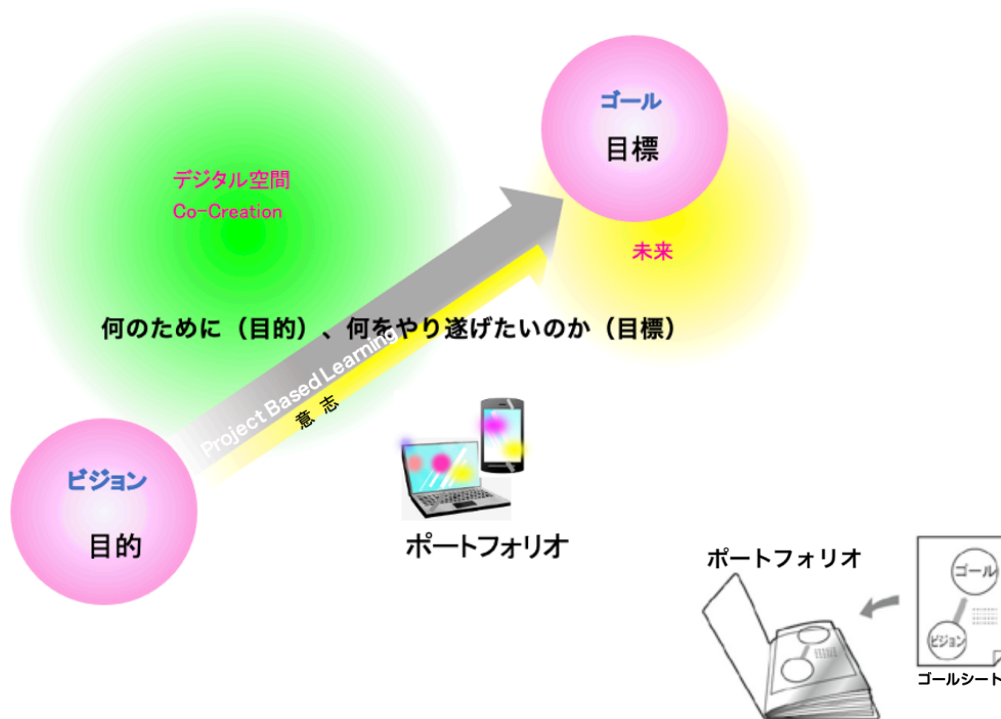 ゴール
目標
デジタル空間
Co-Creation
未来
何のために（目的）、何をやり遂げたいのか（目標）
Project Based Learning
意志
ビジョン
目的
ポートフォリオ
ポートフォリオ
ゴール
ビジョン
ゴールシート